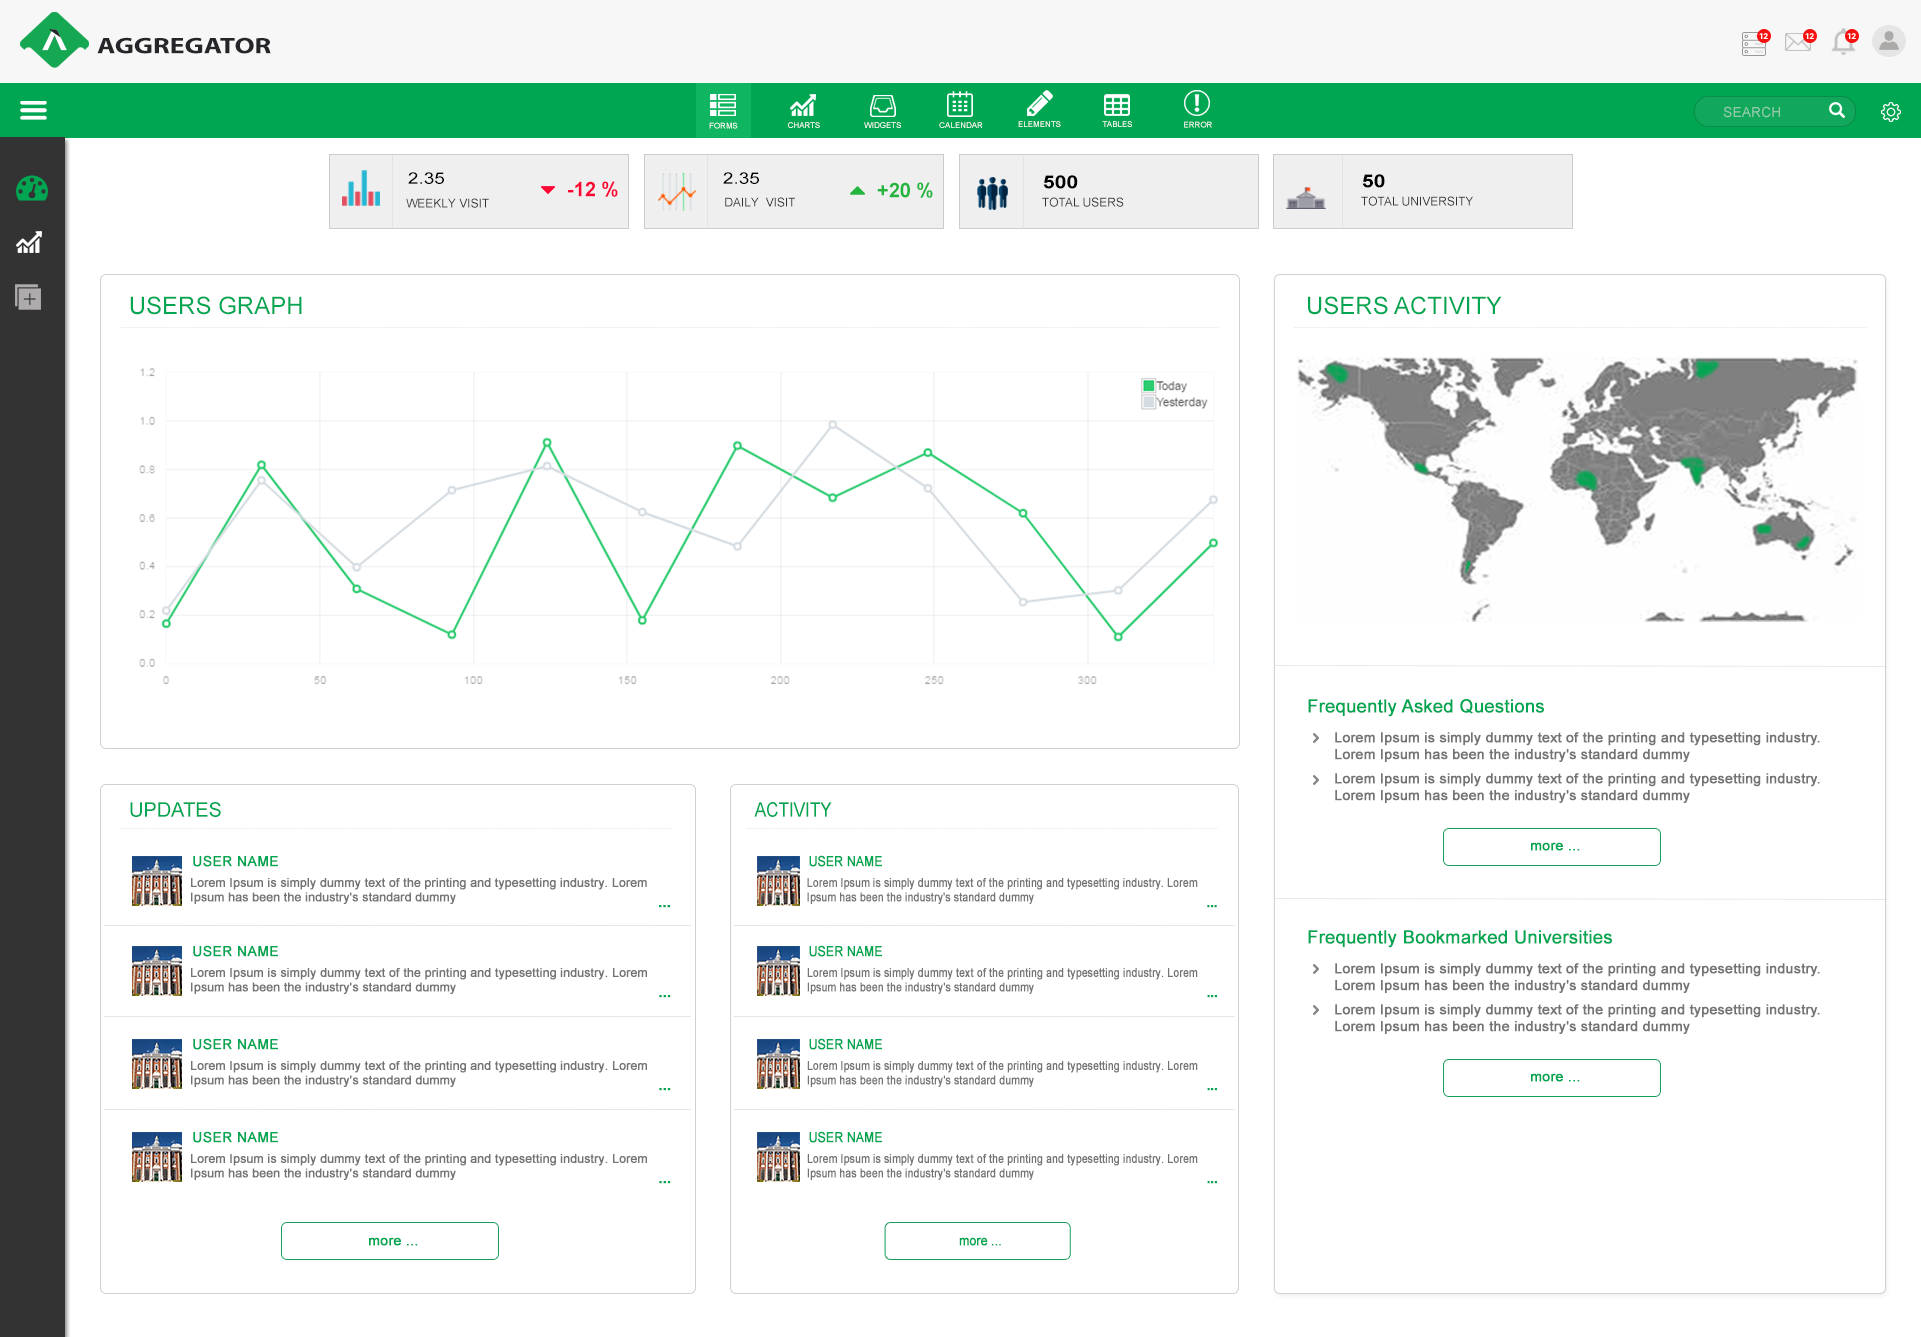 AGGREGATOR
12
12
12
FORMS
CHARTS
WIDGETS
CALENDAR
ELEMENTS
TABLES
ERROR
SEARCH
2.35
WEEKLY VISIT
-12 %
2.35
DAILY VISIT
+20 %
500
TOTAL USERS
50
TOTAL UNIVERSITY
USERS GRAPH
1.2
1.0
0.8
0.6
0.4
0.2
0.0
0
50
100
150
200
250
300
Today
Yesterday
USERS ACTIVITY
Frequently Asked Questions
Lorem Ipsum is simply dummy text of the printing and typesetting industry.
Lorem Ipsum has been the industry's standard dummy
Lorem Ipsum is simply dummy text of the printing and typesetting industry.
Lorem Ipsum has been the industry's standard dummy
more ...
Frequently Bookmarked Universities
Lorem Ipsum is simply dummy text of the printing and typesetting industry.
Lorem Ipsum has been the industry's standard dummy
Lorem Ipsum is simply dummy text of the printing and typesetting industry.
Lorem Ipsum has been the industry's standard dummy
more ...
UPDATES
USER NAME
Lorem Ipsum is simply dummy text of the printing and typesetting industry. Lorem
Ipsum has been the industry's standard dummy
...
USER NAME
Lorem Ipsum is simply dummy text of the printing and typesetting industry. Lorem
Ipsum has been the industry's standard dummy
...
USER NAME
Lorem Ipsum is simply dummy text of the printing and typesetting industry. Lorem
Ipsum has been the industry's standard dummy
...
USER NAME
Lorem Ipsum is simply dummy text of the printing and typesetting industry. Lorem
Ipsum has been the industry's standard dummy
...
more ...
ACTIVITY
USER NAME
Lorem Ipsum is simply dummy text of the printing and typesetting industry. Lorem
Ipsum has been the industry's standard dummy
...
USER NAME
Lorem Ipsum is simply dummy text of the printing and typesetting industry. Lorem
Ipsum has been the industry's standard dummy
...
USER NAME
Lorem Ipsum is simply dummy text of the printing and typesetting industry. Lorem
Ipsum has been the industry's standard dummy
...
USER NAME
Lorem Ipsum is simply dummy text of the printing and typesetting industry. Lorem
Ipsum has been the industry's standard dummy
...
more ...